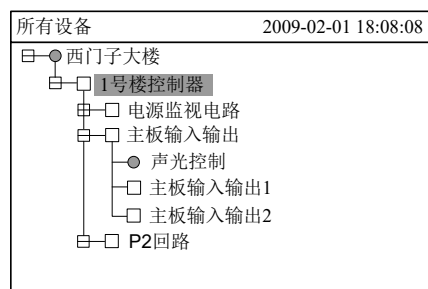 所有设备 2009-02-01 18:08:08
西门子大楼
1号楼控制器
电源监视电路
主板输入输出
声光控制
主板输入输出1
主板输入输出2
P2回路